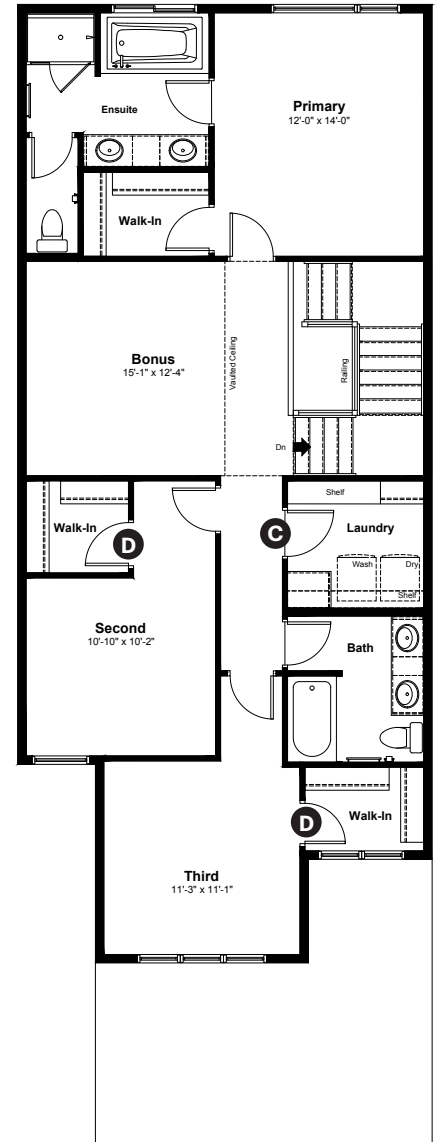 Ensuite
Primary
12'-0" x 14'-0"
Walk-In
Bonus
15'-1" x 12'-4"
Vaulted Ceiling
Railing
Dn
Shelf
Walk-In
D
C
Laundry
Wash
Dry
Shelf
Second
10'-10" x 10'-2"
Bath
D
Walk-In
Third
11'-3" x 11'-1"